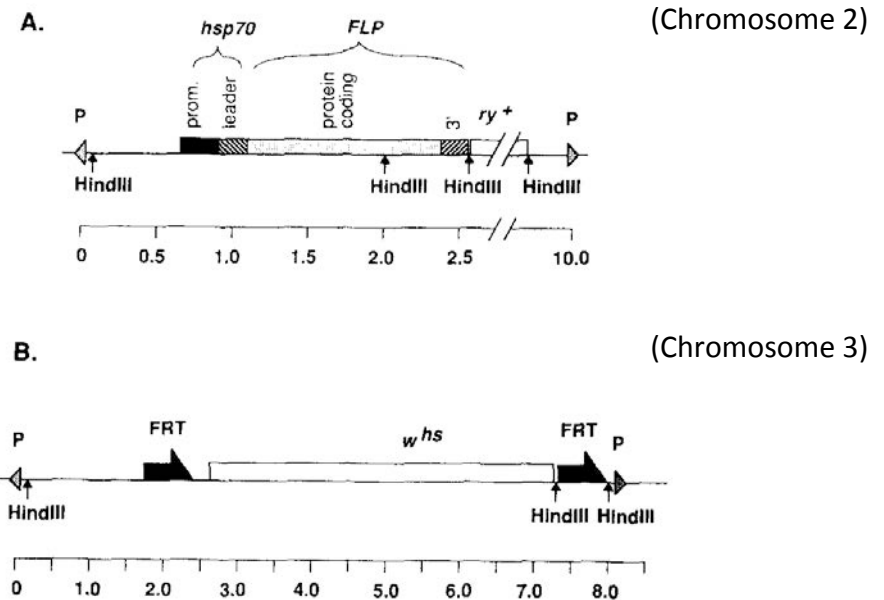 A.
(Chromosome 2)
hsp70
FLP
prom.
leader
protein
coding
3'
ry +
P
P
HindIII
HindIII
HindIII
HindIII
0
0.5
1.0
1.5
2.0
2.5
10.0
B.
(Chromosome 3)
P
FRT
w hs
FRT
P
HindIII
HindIII
HindIII
0
1.0
2.0
3.0
4.0
5.0
6.0
7.0
8.0